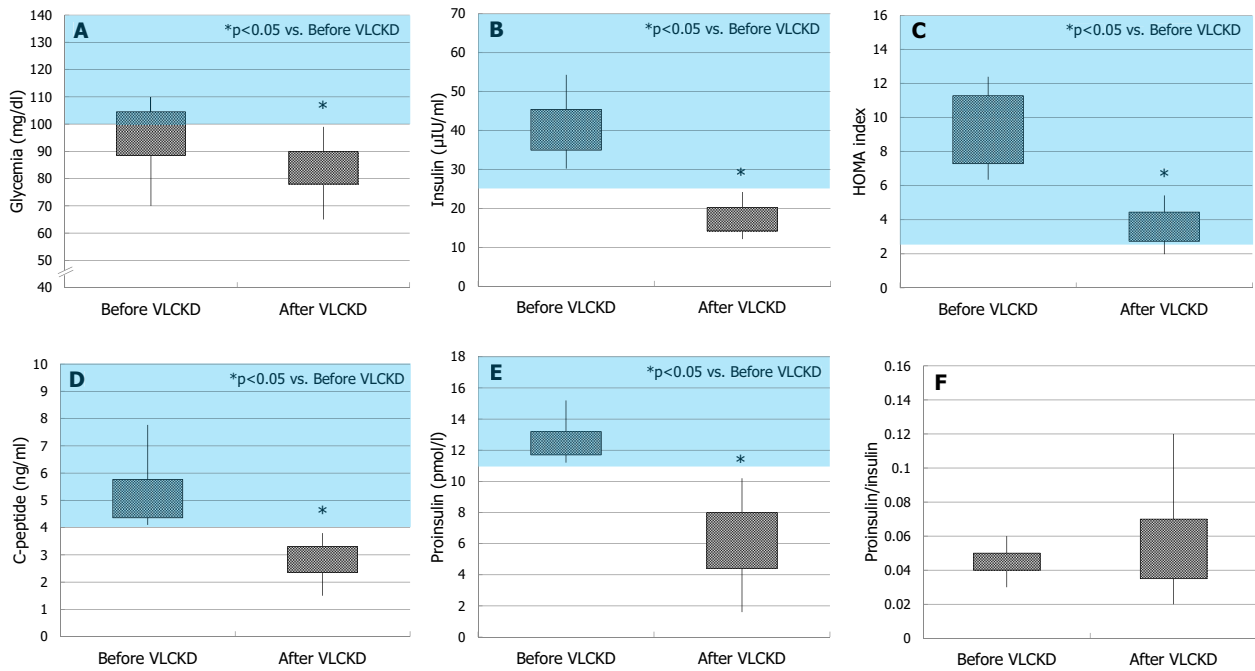 A
*p<0.05 vs. Before VLCKD
Glycemia (mg/dl)
140
130
120
110
100
90
80
70
60
50
40
*
Before VLCKD
After VLCKD
B
*p<0.05 vs. Before VLCKD
Insulin (µIU/ml)
70
60
50
40
30
20
10
0
*
Before VLCKD
After VLCKD
C
*p<0.05 vs. Before VLCKD
HOMA index
16
14
12
10
8
6
4
2
0
*
Before VLCKD
After VLCKD
D
*p<0.05 vs. Before VLCKD
C-peptide (ng/ml)
10
9
8
7
6
5
4
3
2
1
0
*
Before VLCKD
After VLCKD
E
*p<0.05 vs. Before VLCKD
Proinsulin (pmol/l)
18
16
14
12
10
8
6
4
2
0
*
Before VLCKD
After VLCKD
F
Proinsulin/insulin
0.16
0.14
0.12
0.1
0.08
0.06
0.04
0.02
0
Before VLCKD
After VLCKD